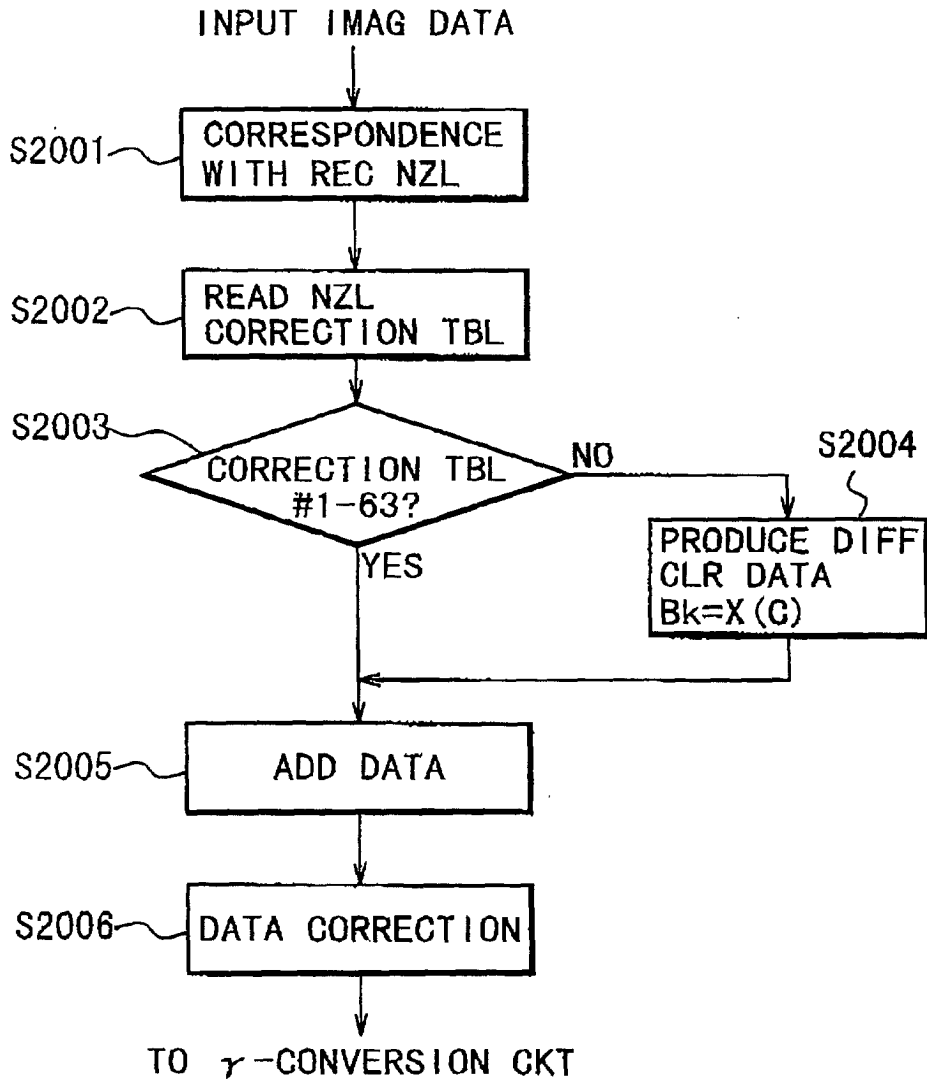 INPUT IMAG DATA
S2001
CORRESPONDENCE
WITH REC NZL
S2002
READ NZL
CORRECTION TBL
S2003
CORRECTION TBL
#1-63?
NO
YES
S2004
PRODUCE DIFF
CLR DATA
Bk=X(C)
S2005
ADD DATA
S2006
DATA CORRECTION
TO γ-CONVERSION CKT